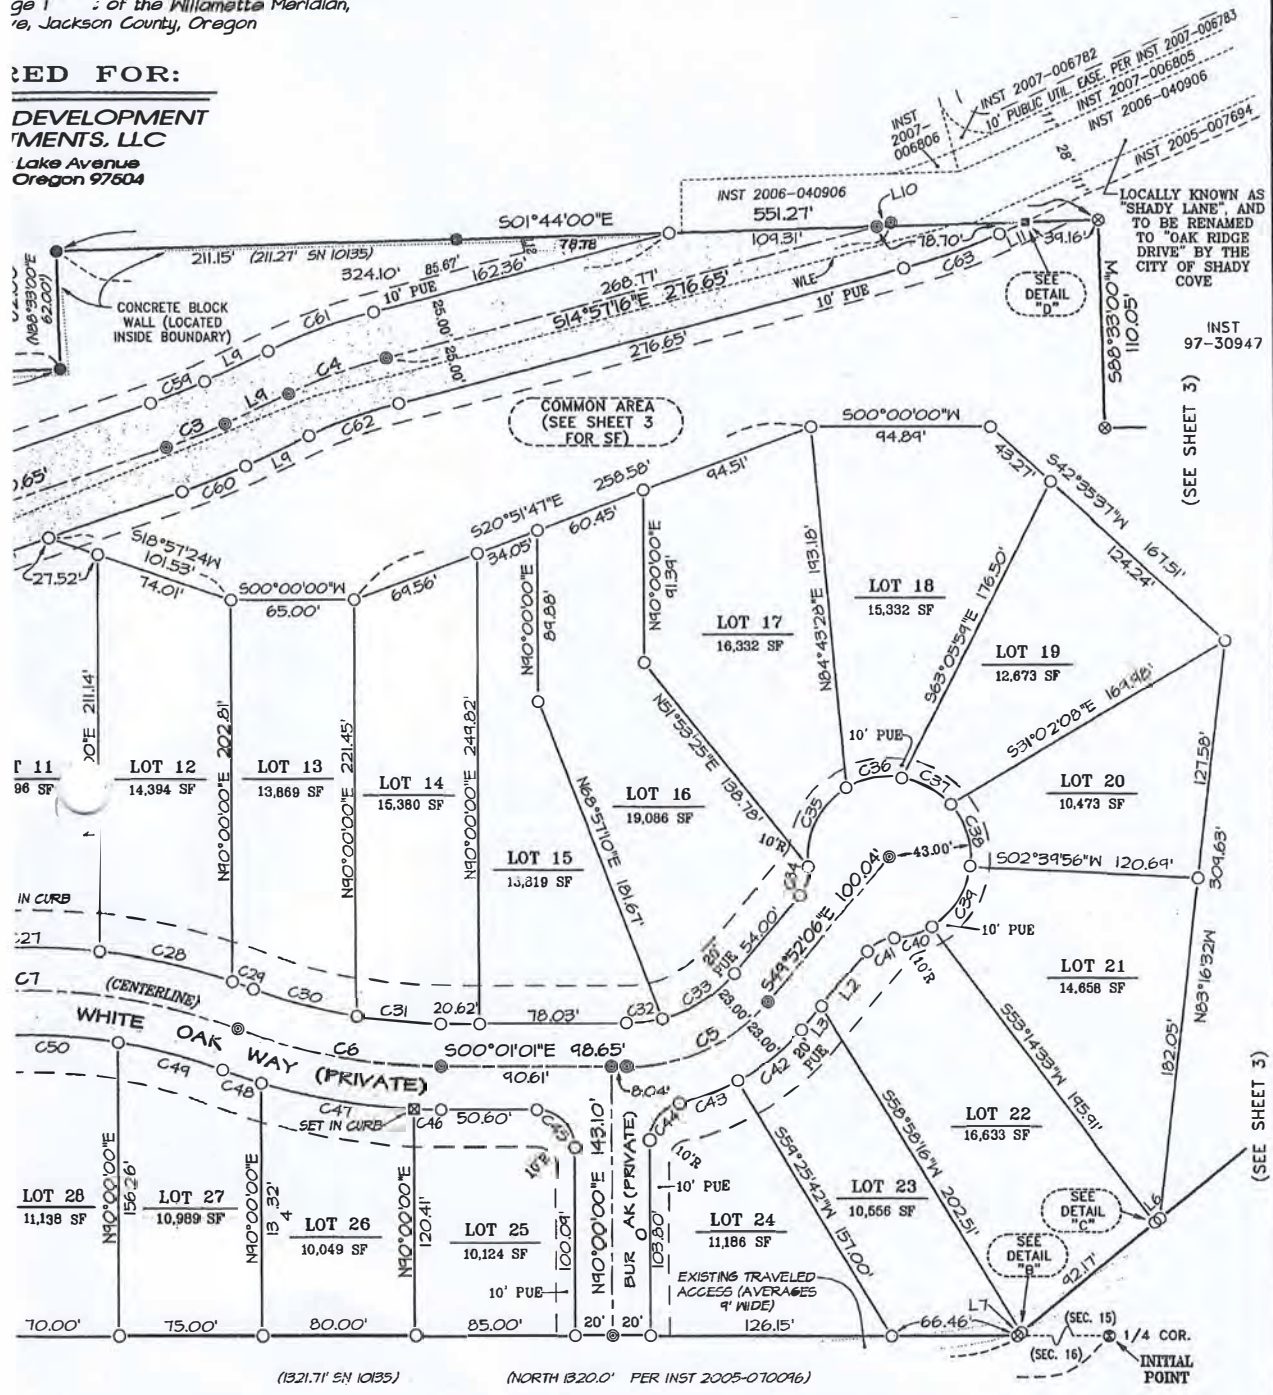 of the Willamette Meridian,
Jackson County, Oregon
RED FOR:
DEVELOPMENT
TMENTS, LLC
Lake Avenue
Oregon 97504
INST 2007-006782
10' PUBLIC UTIL. EASE. PER INST 2007-006783
INST 2007-006805
INST 2006-040906
INST
2007-
006806
INST 2005-007694
28'
INST 2006-040906
L10
LOCALLY KNOWN AS
"SHADY LANE", AND
TO BE RENAMED
TO "OAK RIDGE
DRIVE" BY THE
CITY OF SHADY
COVE
S01°44'00"E
551.27'
211.15' (211.27' SN 10135)
78.78
109.31'
78.70'
L11
39.16'
324.10'
85.67'
162.36'
10' PUE
268.77'
S14°57'16"E 276.65'
WLE
10' PUE
C63
SEE
DETAIL
"D"
S88°33'00"W
110.05'
INST
97-30947
(N88°33'00"E
62.00')
CONCRETE BLOCK
WALL (LOCATED
INSIDE BOUNDARY)
C61
L9
C59
25.00'
25.00'
276.65'
C4
L9
C3
C62
L9
C60
COMMON AREA
(SEE SHEET 3
FOR SF)
(SEE SHEET 3)
S00°00'00"W
94.89'
43.27'
S42°35'37"W
167.51'
124.24'
S20°51'47"E
258.58'
94.51'
60.45'
34.05'
69.56'
S18°57'24"W
101.53'
74.01'
27.52'
S00°00'00"W
65.00'
N90°00'00"E
89.88'
N90°00'00"E
91.39'
N84°43'28"E 193.18'
S63°05'59"E 176.50'
S31°02'08"E 169.98'
127.58'
309.63'
LOT 18
15,332 SF
LOT 17
16,332 SF
LOT 19
12,673 SF
LOT 20
10,473 SF
211.14'
N90°00'00"E 202.81'
N90°00'00"E 221.45'
N90°00'00"E 249.82'
N68°57'10"E 181.67'
N51°53'25"E 138.78'
10' PUE
C36
C37
C35
C38
C34
10'R)
43.00'
S02°39'56"W 120.69'
C39
C40
C41
(10'R
10' PUE
T 11
96 SF
LOT 12
14,394 SF
LOT 13
13,869 SF
LOT 14
15,380 SF
LOT 15
13,819 SF
LOT 16
19,086 SF
LOT 21
14,658 SF
N83°16'32"W
182.05'
IN CURB
C27
C28
C29
C30
C31
20.62'
78.03'
C32
C33
20'
PUE
54.00'
S49°52'06"E 100.04'
23.00'
23.00'
L2
L3
20'
PUE
C7
(CENTERLINE)
WHITE OAK WAY (PRIVATE)
C6
S00°01'01"E 98.65'
90.61'
8.04'
C5
C42
C43
C44
C50
C49
C48
C47
SET IN CURB
C46
50.60'
C45
10'R
10'R
S53°14'33"W 195.91'
S58°58'16"W 202.51'
S59°25'42"W 157.00'
N90°00'00"E
156.26'
N90°00'00"E
N90°00'00"E
120.41'
100.09'
10' PUE
N90°00'00"E 143.10'
BUR OAK (PRIVATE)
103.80'
10' PUE
LOT 28
11,138 SF
LOT 27
10,989 SF
LOT 26
10,049 SF
LOT 25
10,124 SF
LOT 24
11,186 SF
LOT 23
10,556 SF
LOT 22
16,633 SF
SEE
DETAIL
"C"
L6
SEE
DETAIL
"B"
92.17'
(SEE SHEET 3)
EXISTING TRAVELED
ACCESS (AVERAGES
9' WIDE)
L7
70.00'
75.00'
80.00'
85.00'
20'
20'
126.15'
66.46'
(SEC. 15)
(SEC. 16)
1/4 COR.
INITIAL
POINT
(1321.71' SN 10135)
(NORTH 1320.0' PER INST 2005-070096)